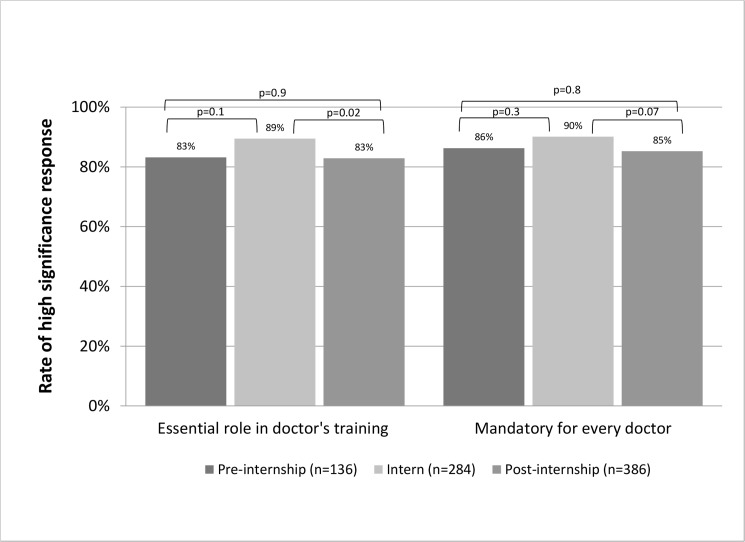 p=0.9
p=0.8
p=0.1
p=0.02
p=0.3
p=0.07
100%
80%
60%
40%
20%
0%
83%
89%
83%
86%
90%
85%
Rate of high significance response
Essential role in doctor's training
Mandatory for every doctor
Pre-internship (n=136) Intern (n=284) Post-internship (n=386)